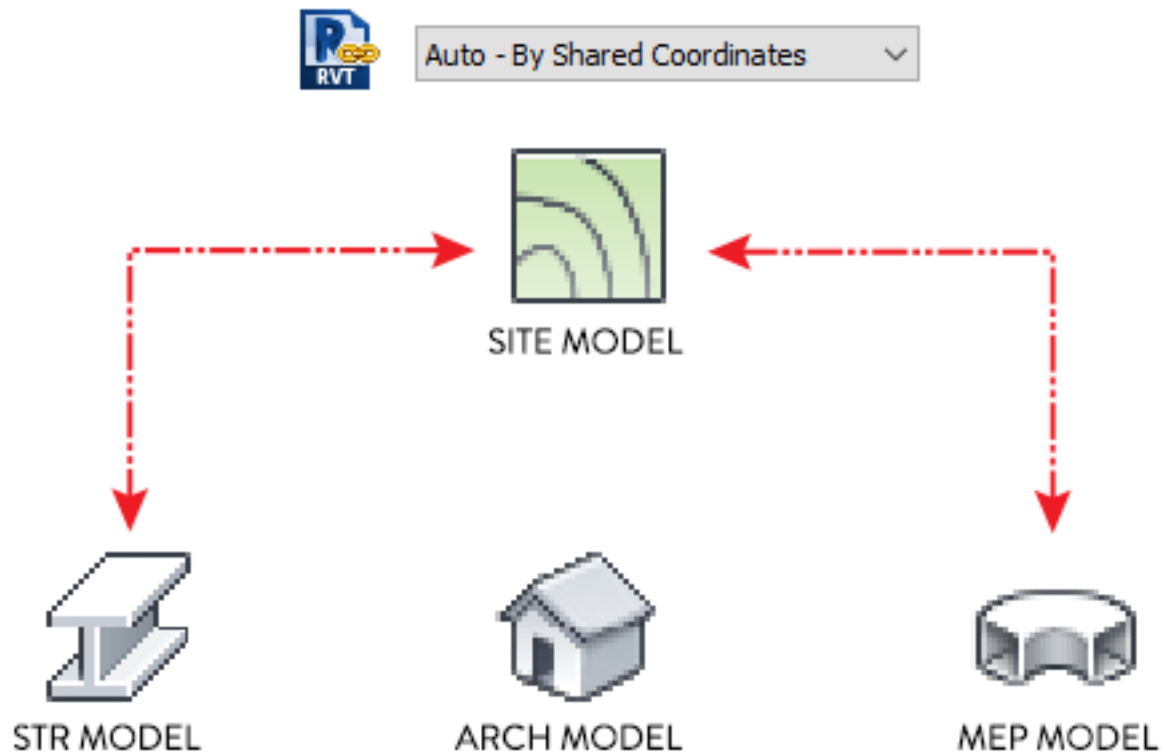 RVT
Auto - By Shared Coordinates
SITE MODEL
STR MODEL
ARCH MODEL
MEP MODEL